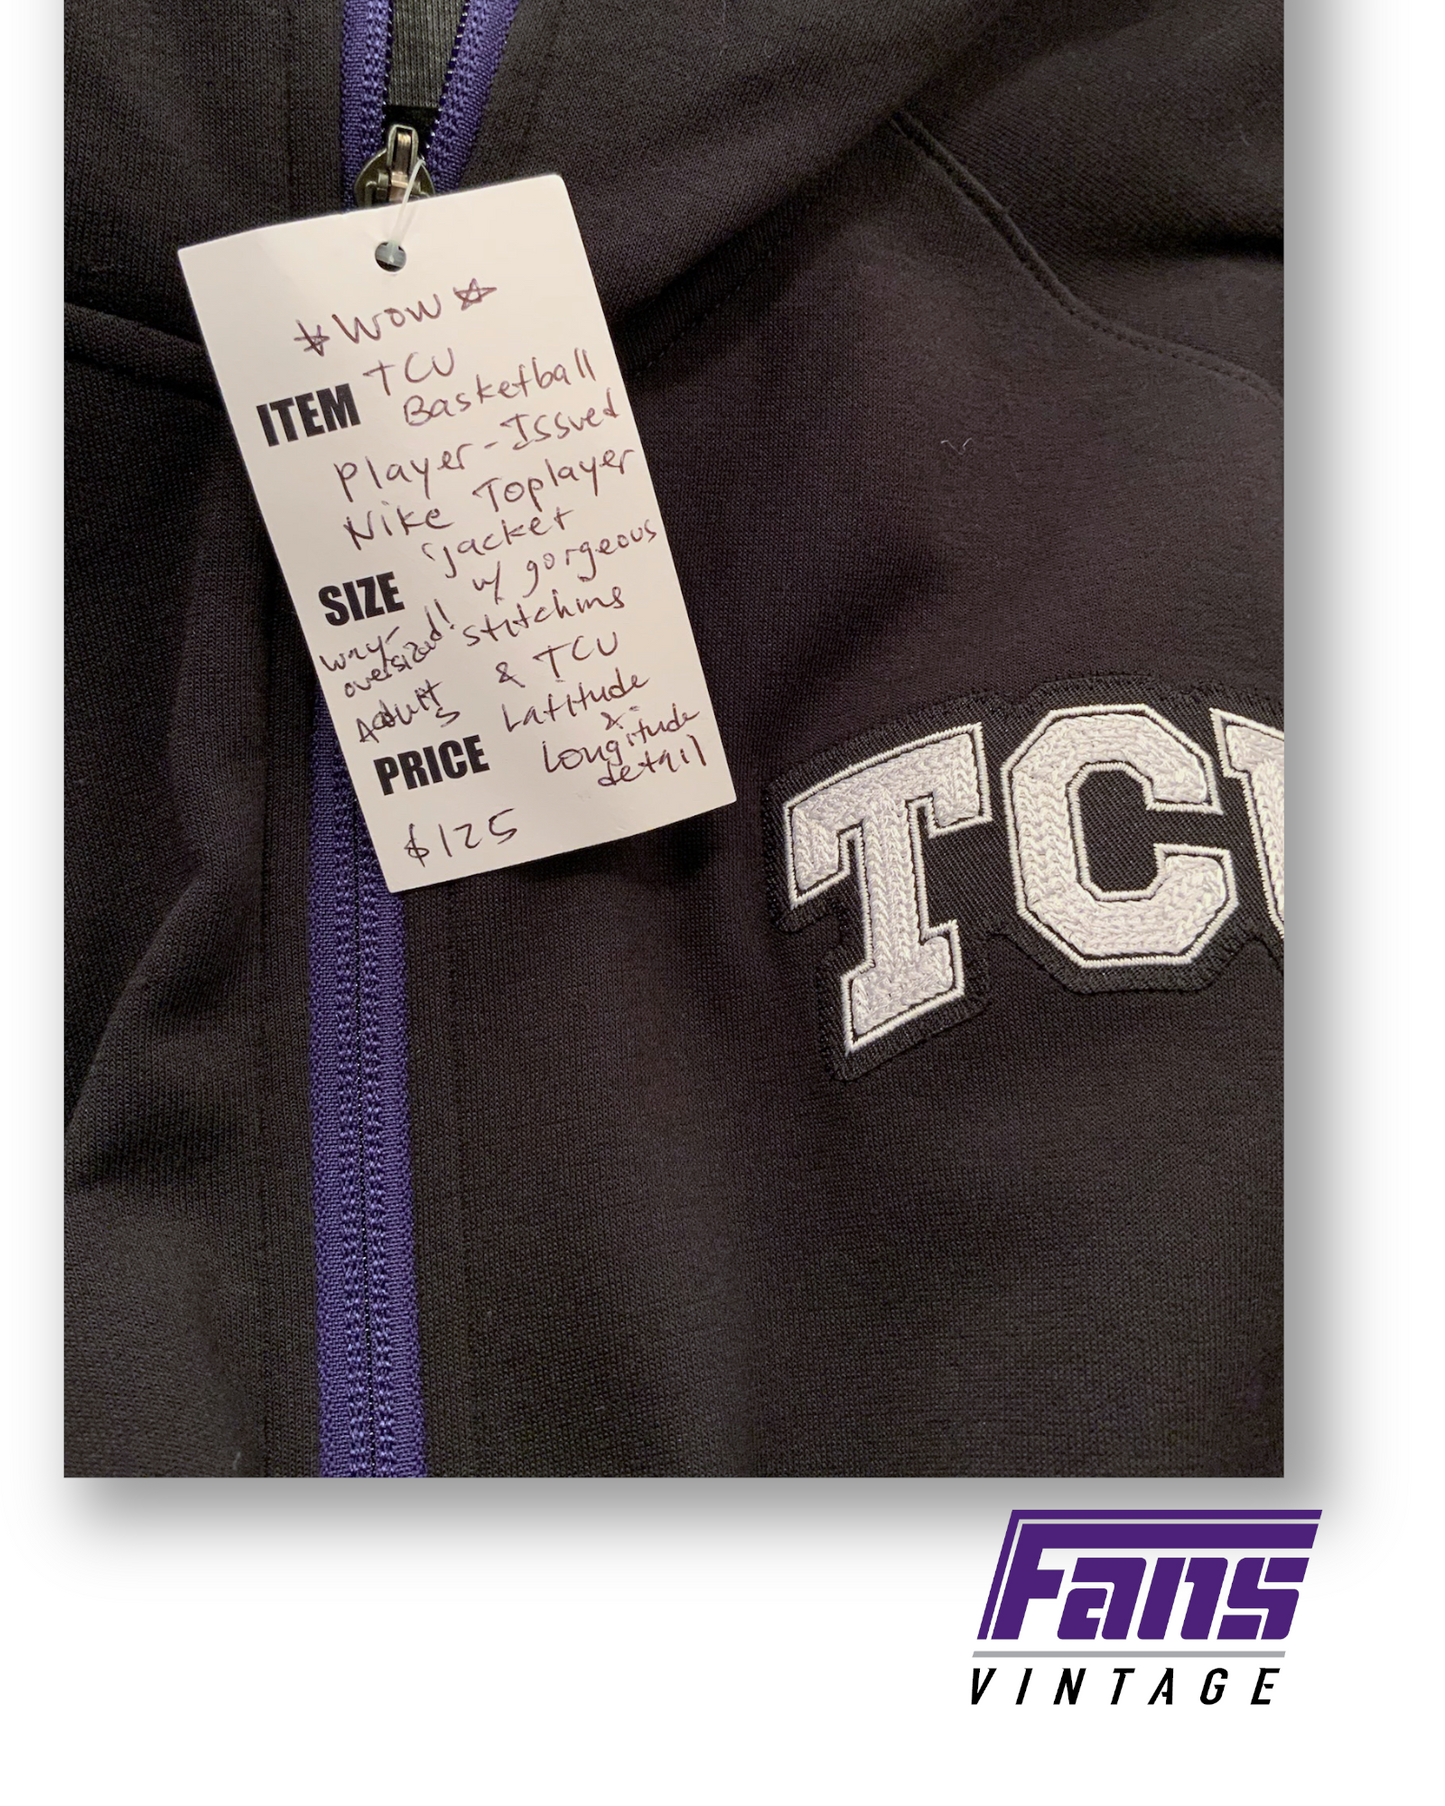 WOW
ITEM TCU
Basketball
Player-Issued
Nike Toplayer
Jacket
w/ gorgeous
stitching
& TCU
Latitude
&
Longitude
detail
SIZE
way-
oversized!!
Adult
S
PRICE
$125
TCU
Fans
VINTAGE